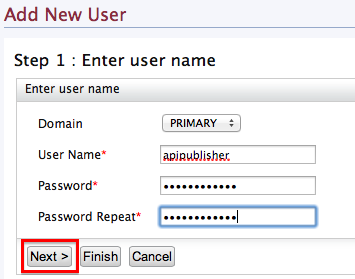 Add New User
Step 1 : Enter user name
Enter user name
Domain PRIMARY
User Name* apipublisher
Password* ••••••••••••
Password Repeat* ••••••••••••
Next > Finish Cancel